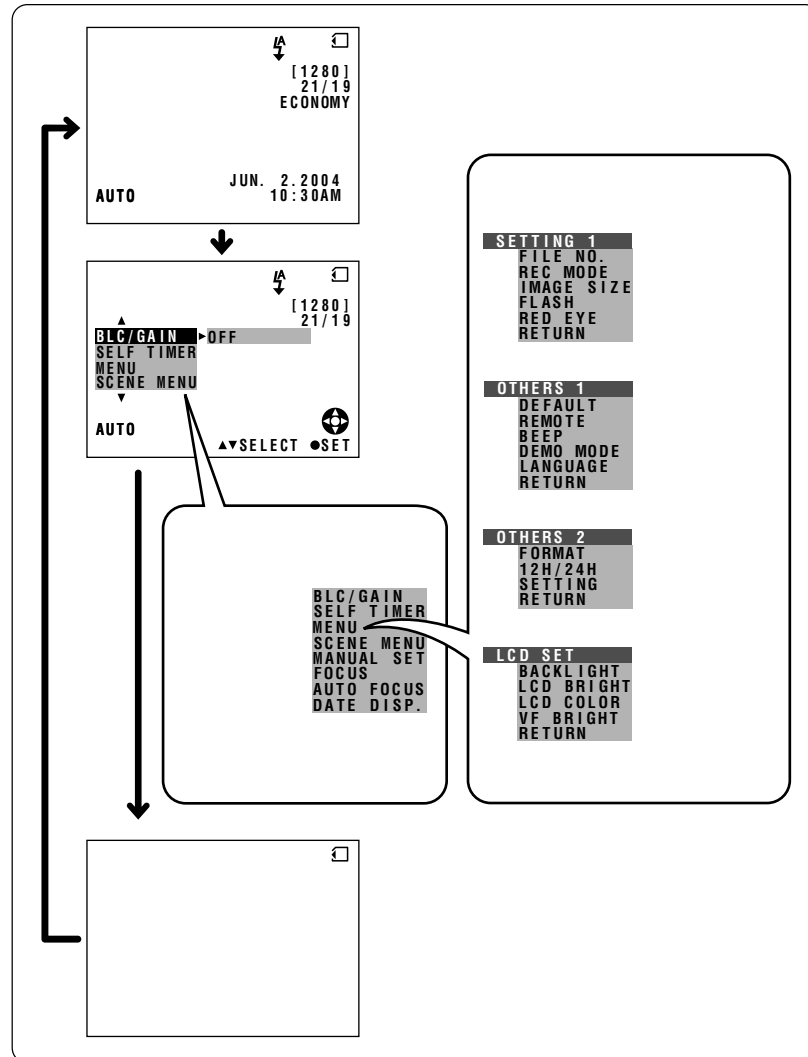 [1280]
21/19
ECONOMY
JUN. 2.2004
AUTO 10:30AM
[1280]
21/19
BLC/GAIN ►OFF
SELF TIMER
MENU
SCENE MENU
AUTO
▲▼SELECT ●SET
BLC/GAIN
SELF TIMER
MENU
SCENE MENU
MANUAL SET
FOCUS
AUTO FOCUS
DATE DISP.
SETTING 1
FILE NO.
REC MODE
IMAGE SIZE
FLASH
RED EYE
RETURN
OTHERS 1
DEFAULT
REMOTE
BEEP
DEMO MODE
LANGUAGE
RETURN
OTHERS 2
FORMAT
12H/24H
SETTING
RETURN
LCD SET
BACKLIGHT
LCD BRIGHT
LCD COLOR
VF BRIGHT
RETURN